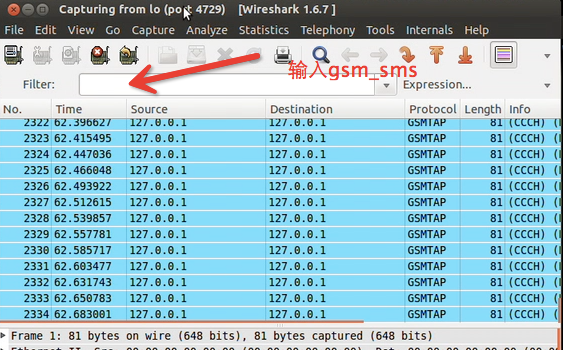 Capturing from lo (port 4729) [Wireshark 1.6.7 ]
File Edit View Go Capture Analyze Statistics Telephony Tools Internals Help
输入gsm_sms
Filter: Expression...
No. Time Source Destination Protocol Length Info
2322 62.396627 127.0.0.1 127.0.0.1 GSMTAP 81 (CCCH)
2323 62.415495 127.0.0.1 127.0.0.1 GSMTAP 81 (CCCH)
2324 62.447036 127.0.0.1 127.0.0.1 GSMTAP 81 (CCCH)
2325 62.466048 127.0.0.1 127.0.0.1 GSMTAP 81 (CCCH)
2326 62.493922 127.0.0.1 127.0.0.1 GSMTAP 81 (CCCH)
2327 62.512615 127.0.0.1 127.0.0.1 GSMTAP 81 (CCCH)
2328 62.539857 127.0.0.1 127.0.0.1 GSMTAP 81 (CCCH)
2329 62.557781 127.0.0.1 127.0.0.1 GSMTAP 81 (CCCH)
2330 62.585717 127.0.0.1 127.0.0.1 GSMTAP 81 (CCCH)
2331 62.603477 127.0.0.1 127.0.0.1 GSMTAP 81 (CCCH)
2332 62.631743 127.0.0.1 127.0.0.1 GSMTAP 81 (CCCH)
2333 62.650783 127.0.0.1 127.0.0.1 GSMTAP 81 (CCCH)
2334 62.683001 127.0.0.1 127.0.0.1 GSMTAP 81 (CCCH)
Frame 1: 81 bytes on wire (648 bits), 81 bytes captured (648 bits)